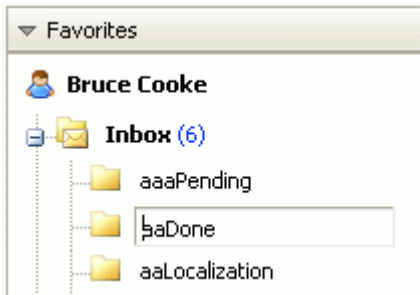 Favorites
Bruce Cooke
Inbox (6)
aaaPending
aaDone
aaLocalization